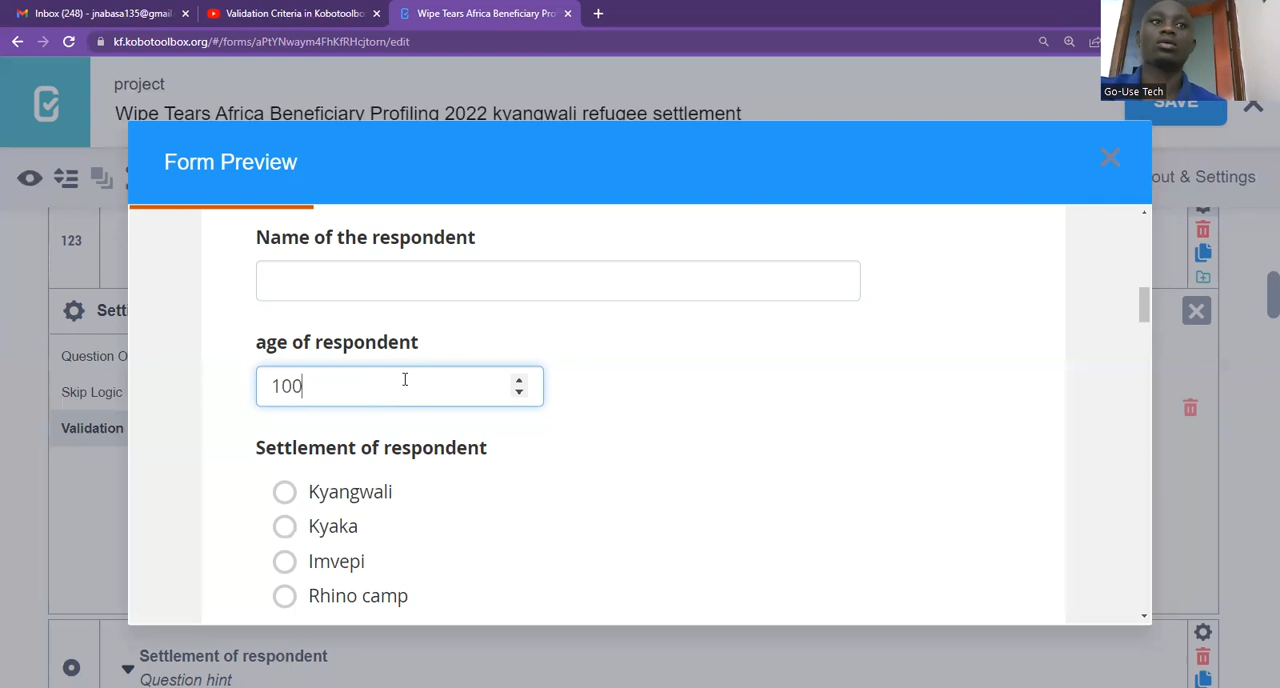 Inbox (248) - jnabasa135@gmail
Validation Criteria in Kobotoolbo
Wipe Tears Africa Beneficiary Pro
kf.kobotoolbox.org/#/forms/aPtYNwaym4FhKfRHcjtorn/edit
Go-Use Tech
project
Wipe Tears Africa Beneficiary Profiling 2022 kyangwali refugee settlement
SAVE
Form Preview
out & Settings
Name of the respondent
123
Setti
Question O
age of respondent
100
Skip Logic
Validation
Settlement of respondent
Kyangwali
Kyaka
Imvepi
Rhino camp
Settlement of respondent
Question hint